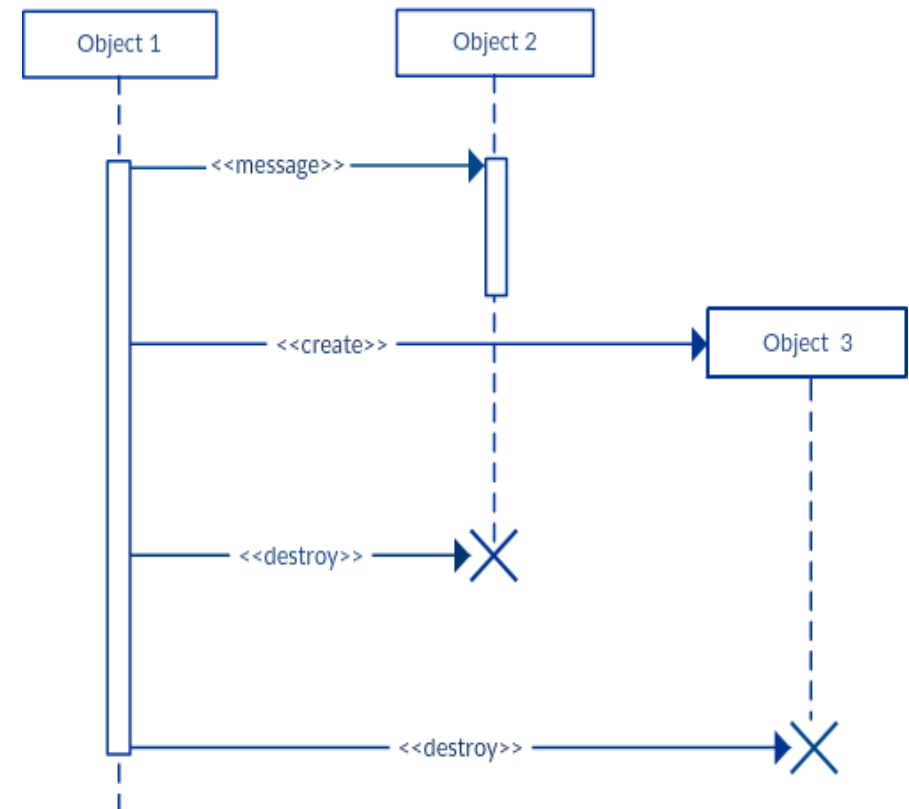 Object 1
Object 2
<<message>>
Object  3
<<create>>
<<destroy>>
<<destroy>>